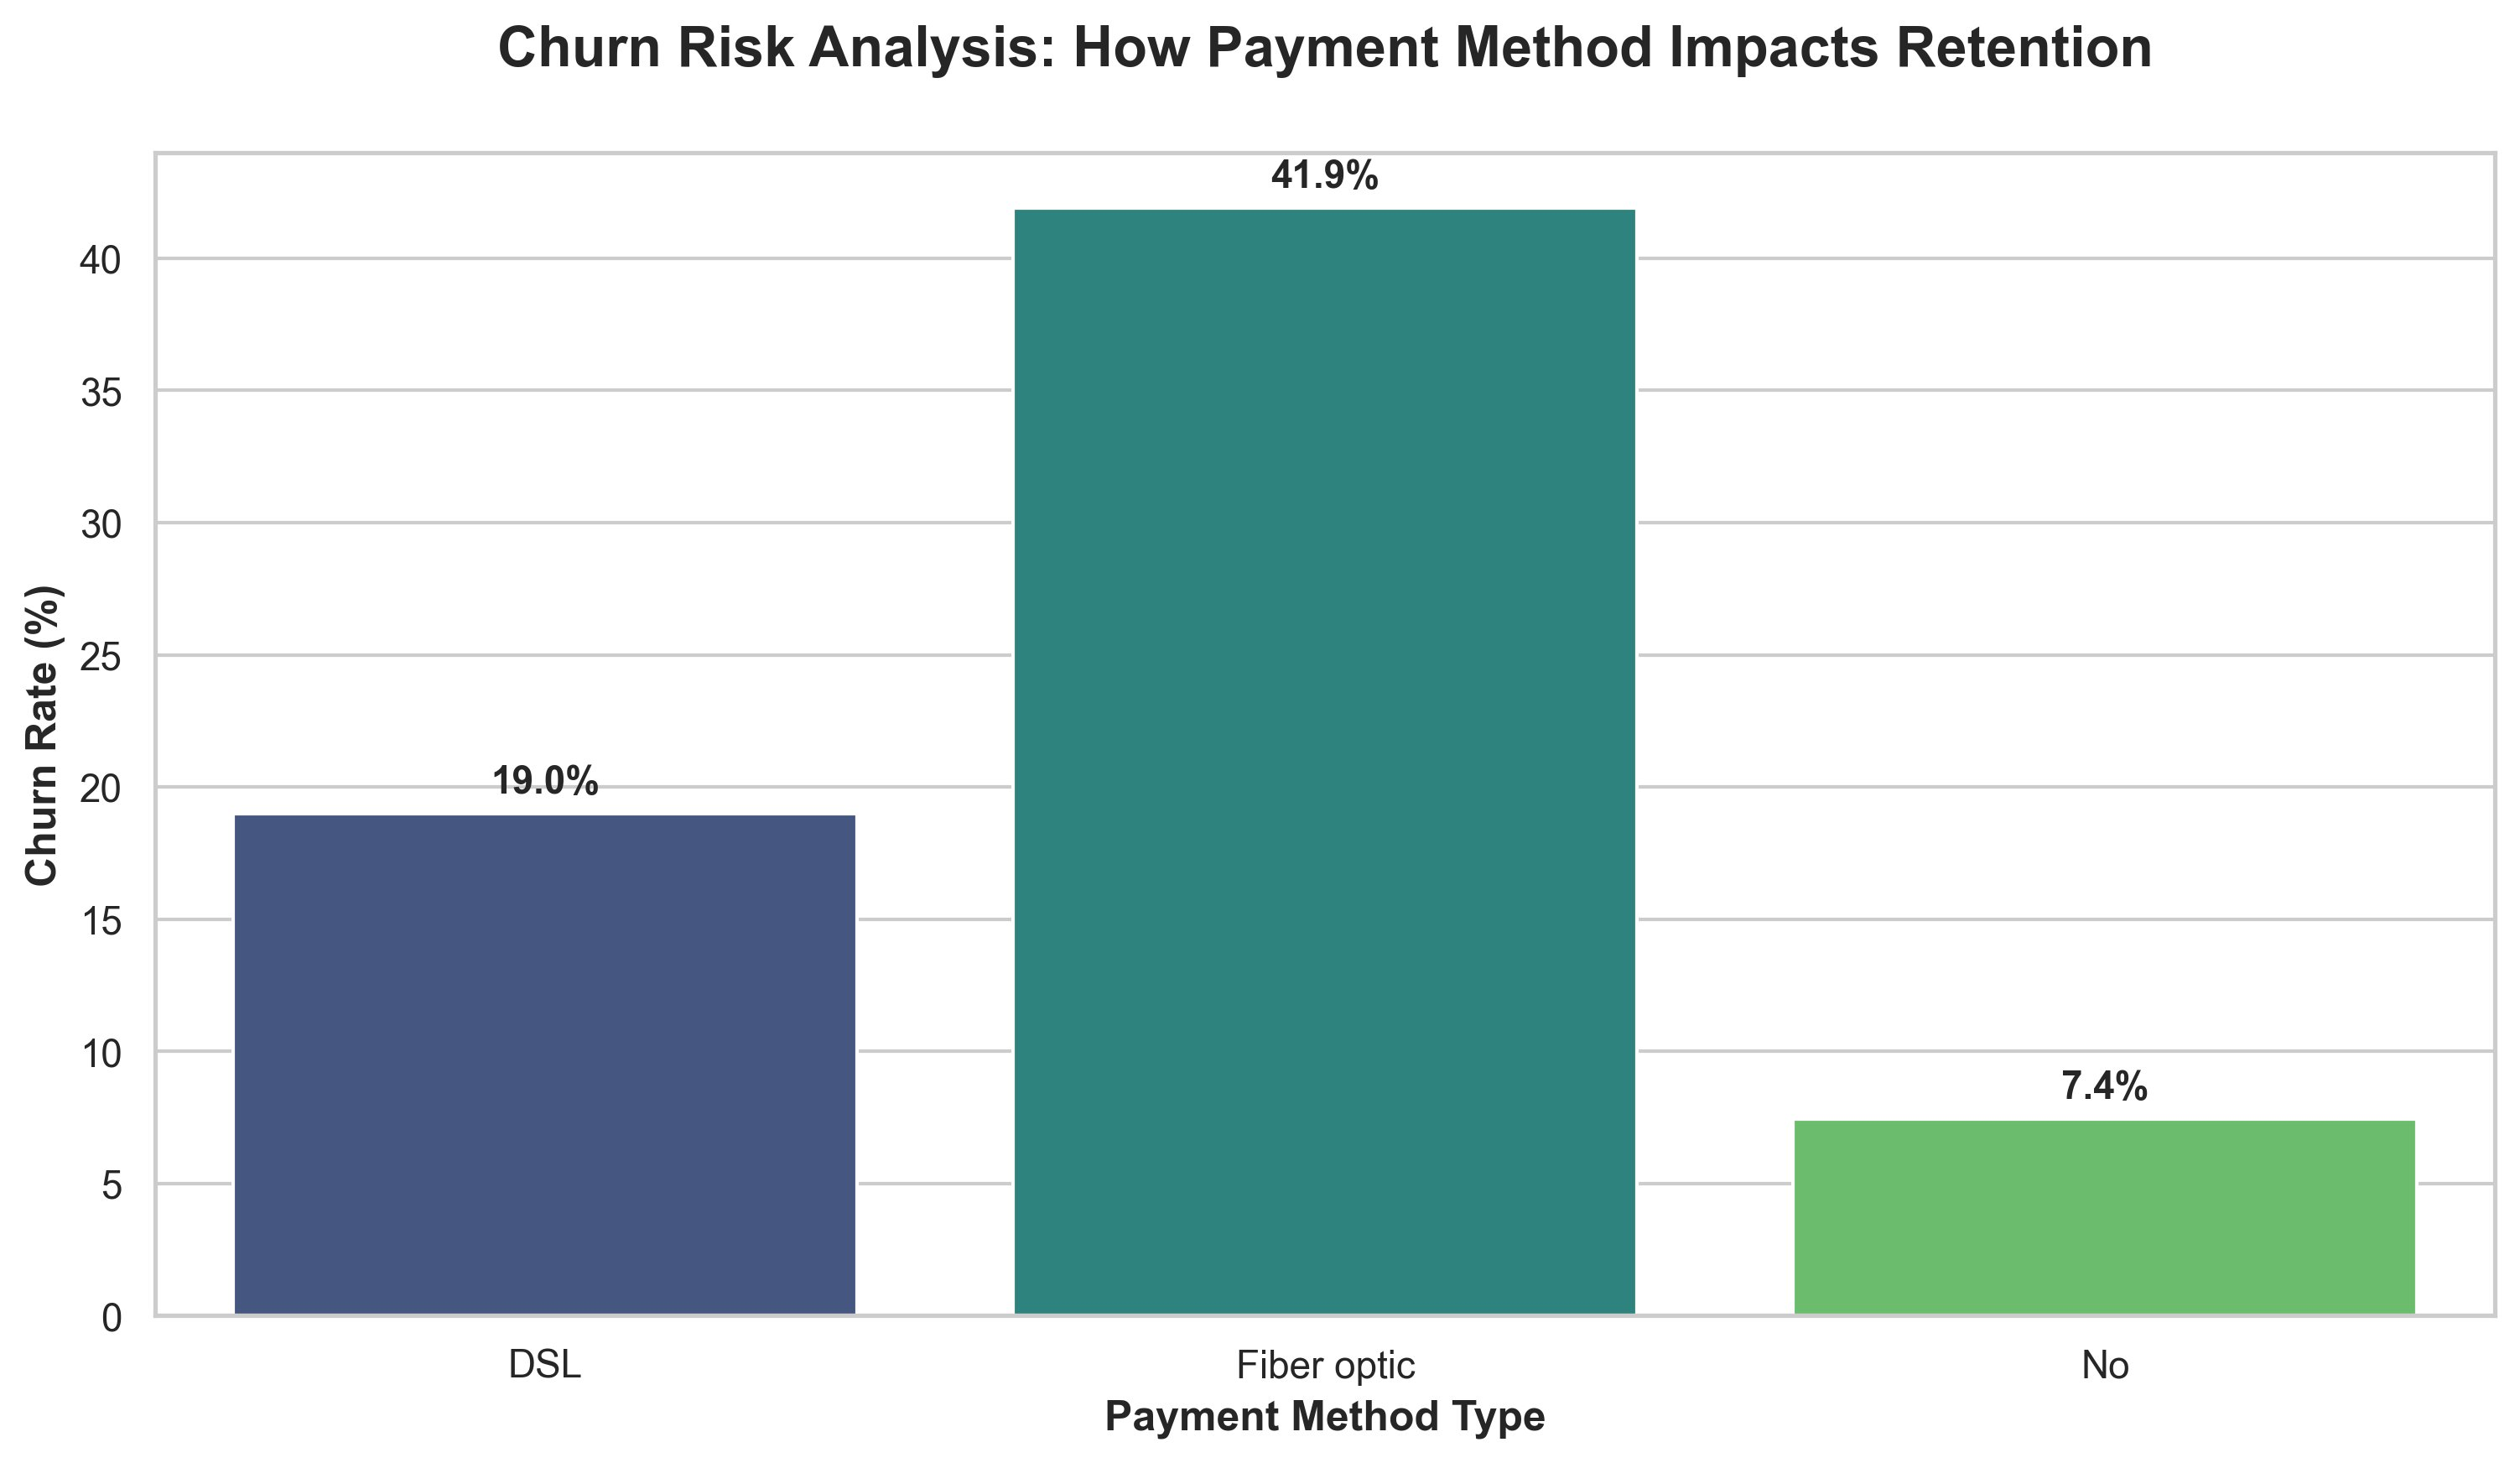 Churn Risk Analysis: How Payment Method Impacts Retention
41.9%
40
35
30
25
20
15
10
5
0
Churn Rate (%)
19.0%
7.4%
DSL
Fiber optic
No
Payment Method Type